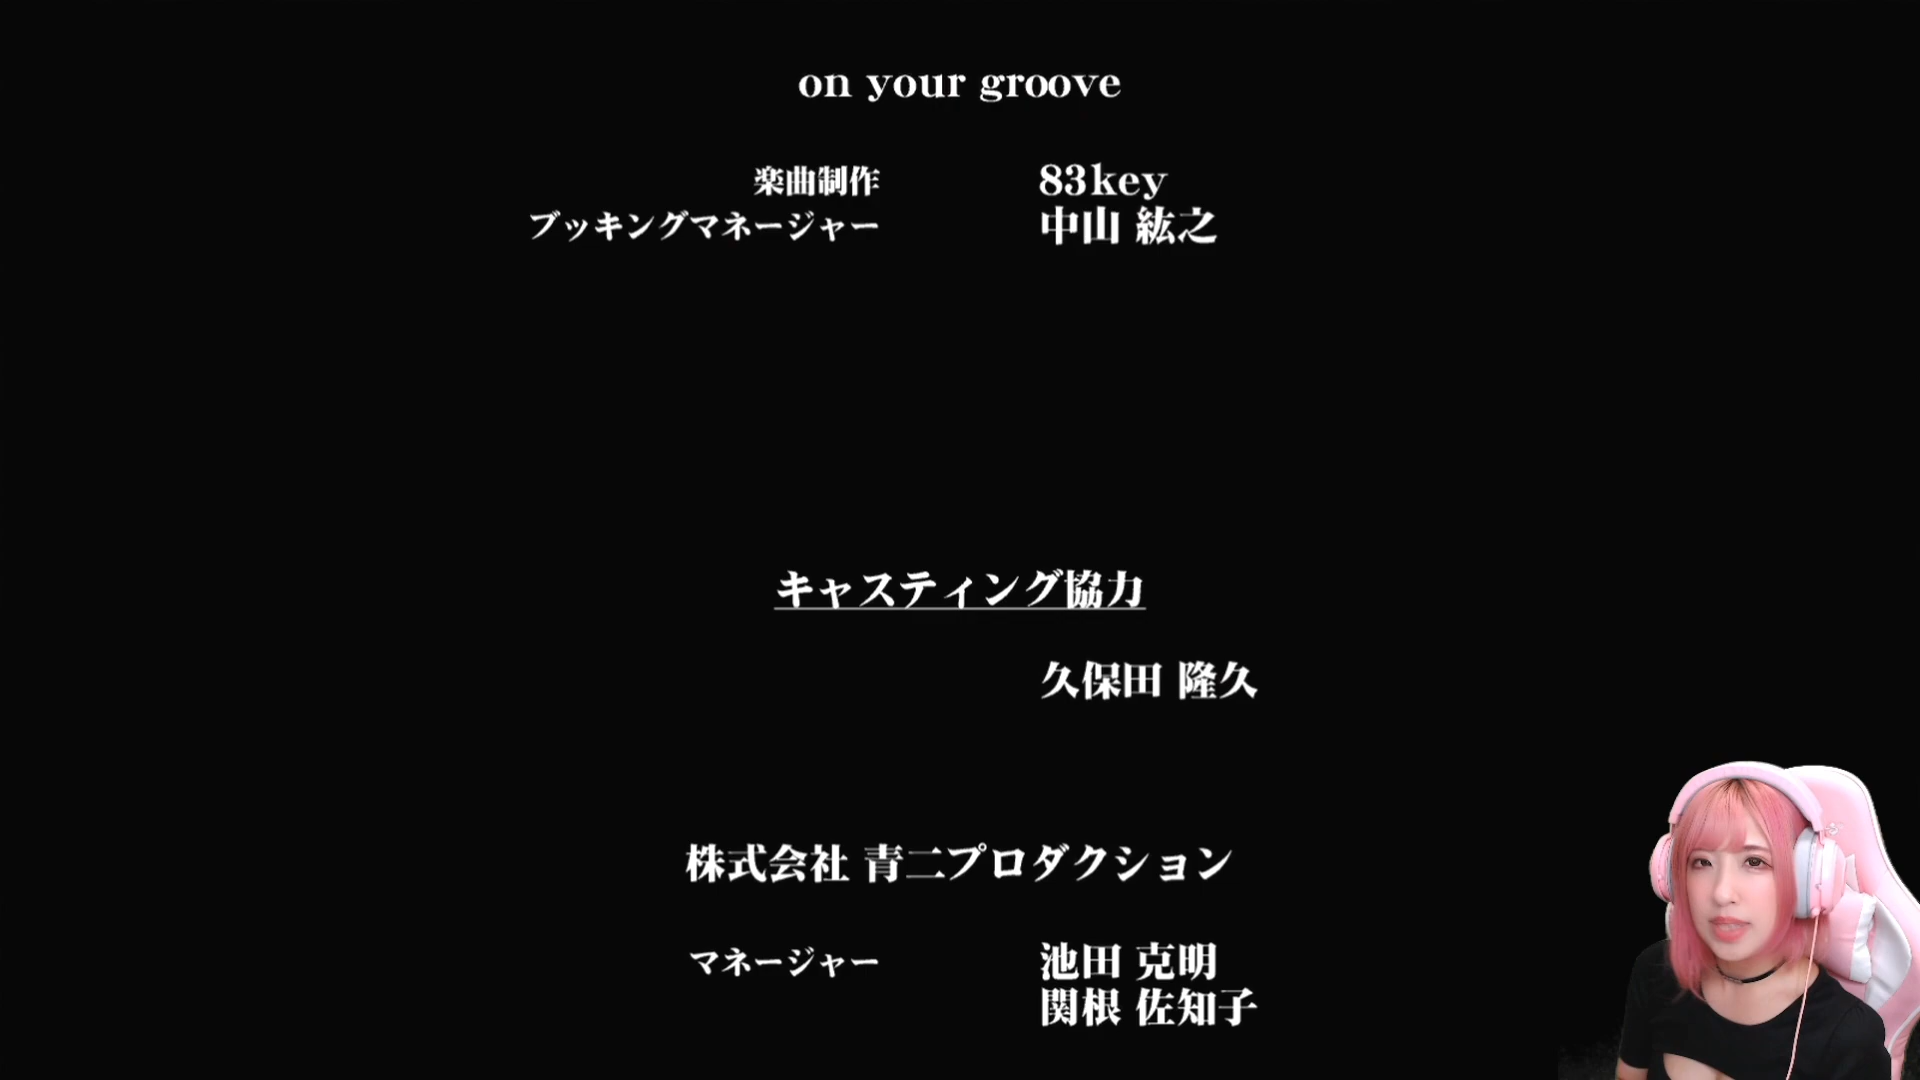 on your groove
楽曲制作 83key
ブッキングマネージャー 中山 紘之
キャスティング協力
久保田 隆久
株式会社 青二プロダクション
マネージャー 池田 克明
関根 佐知子